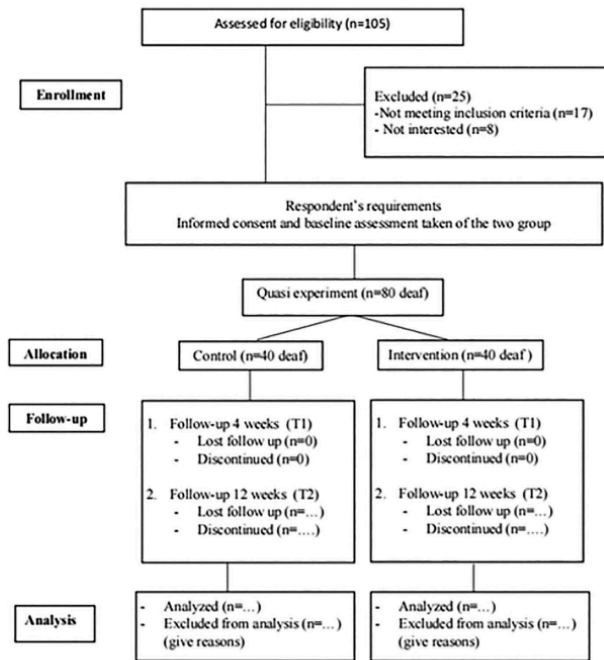 Assessed for eligibility (n=105)
Enrollment
Excluded (n=25)
-Not meeting inclusion criteria (n=17)
- Not interested (n=8)
Respondent's requirements
Informed consent and baseline assessment taken of the two group
Quasi experiment (n=80 deaf)
Allocation
Control (n=40 deaf)
Intervention (n=40 deaf )
Follow-up
1. Follow-up 4 weeks (T1)
- Lost follow up (n=0)
- Discontinued (n=0)
2. Follow-up 12 weeks (T2)
- Lost follow up (n=...)
- Discontinued (n=....)
1. Follow-up 4 weeks (T1)
- Lost follow up (n=0)
- Discontinued (n=0)
2. Follow-up 12 weeks (T2)
- Lost follow up (n=...)
- Discontinued (n=....)
Analysis
- Analyzed (n=...)
- Excluded from analysis (n=...)
(give reasons)
- Analyzed (n=...)
- Excluded from analysis (n=...)
(give reasons)